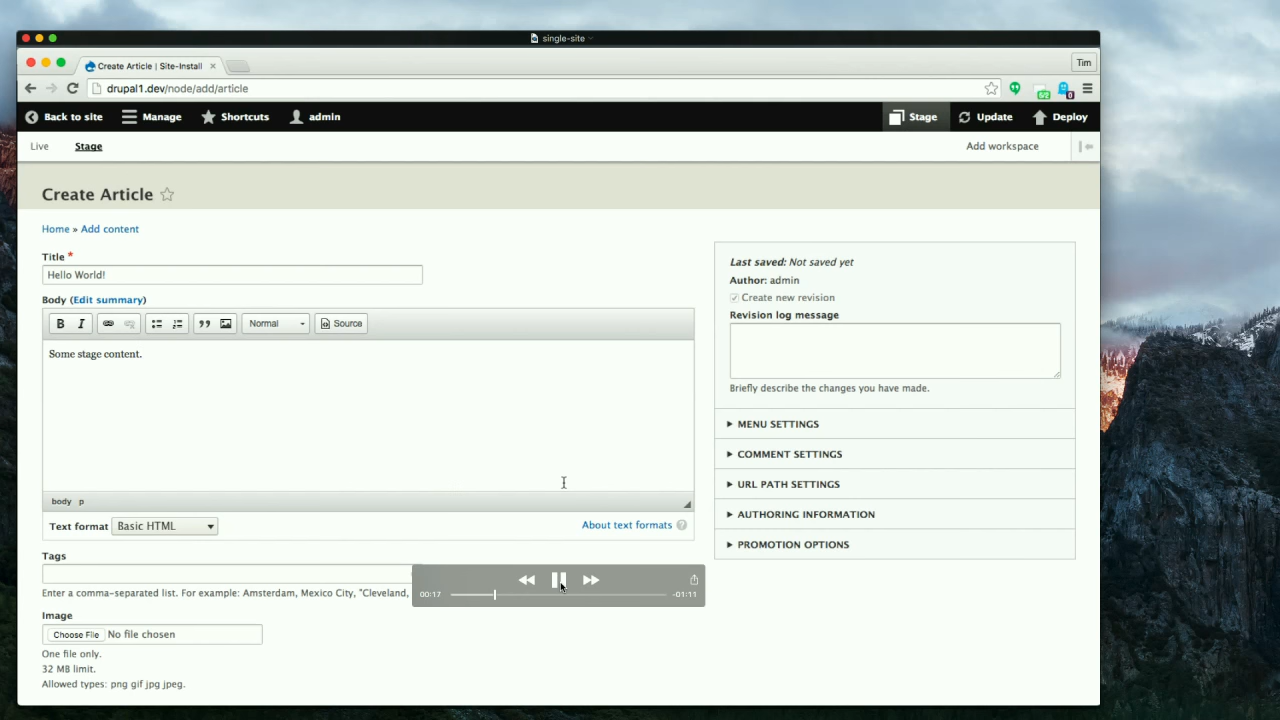 single-site
Create Article | Site-Install
Tim
drupal1.dev/node/add/article
Back to site Manage Shortcuts admin Stage Update Deploy
Live Stage Add workspace
Create Article
Home » Add content
Title *
Hello World!
Body (Edit summary)
B I Normal Source
Some stage content.
body p
Text format Basic HTML About text formats ?
Tags
Enter a comma-separated list. For example: Amsterdam, Mexico City, "Cleveland,
Image
Choose File No file chosen
One file only.
32 MB limit.
Allowed types: png gif jpg jpeg.
Last saved: Not saved yet
Author: admin
Create new revision
Revision log message
Briefly describe the changes you have made.
MENU SETTINGS
COMMENT SETTINGS
URL PATH SETTINGS
AUTHORING INFORMATION
PROMOTION OPTIONS
00:17 -01:11